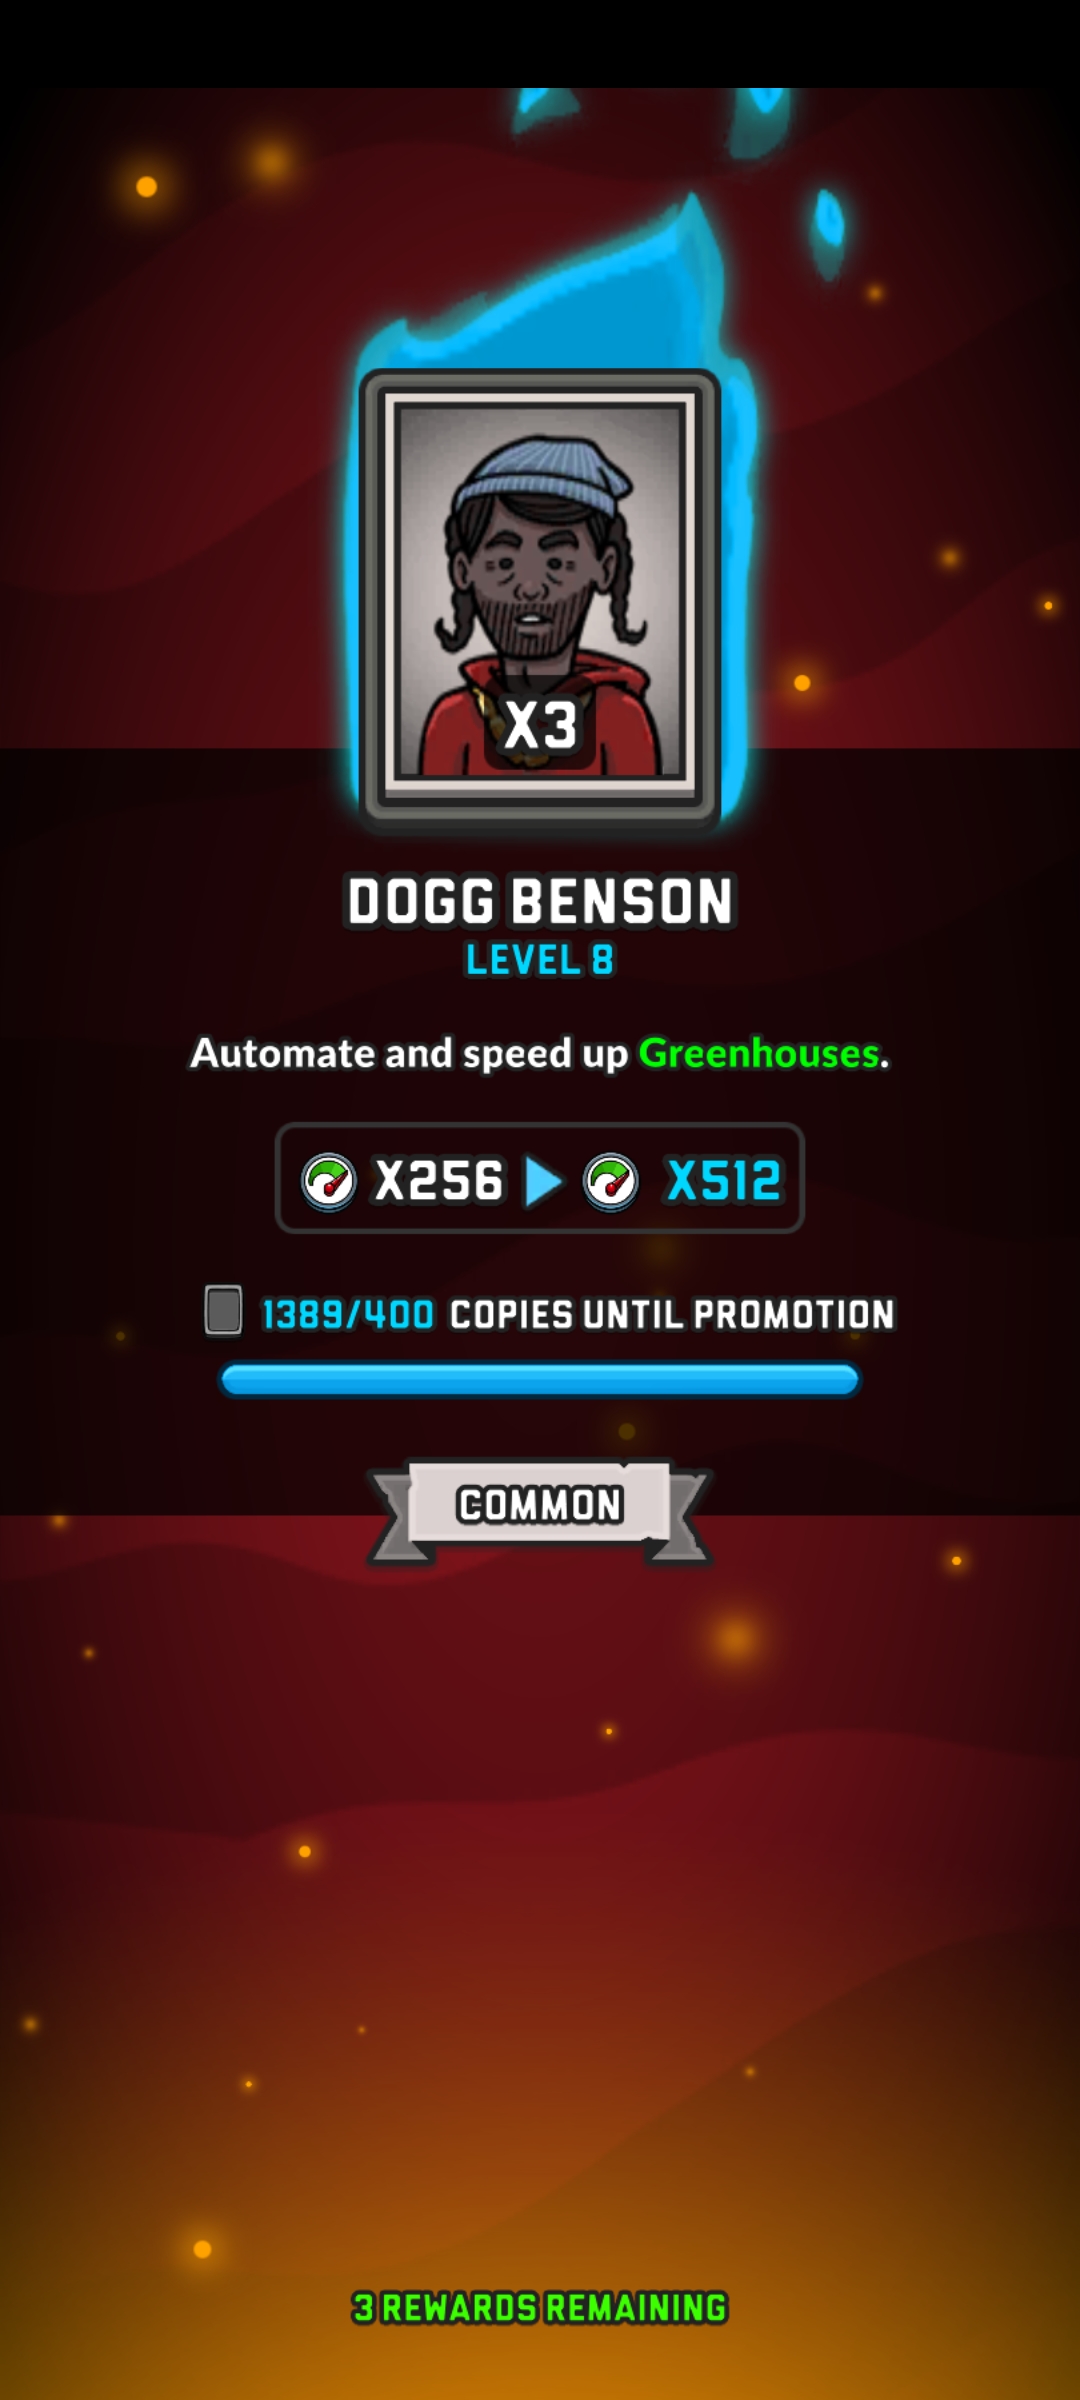 X3
DOGG BENSON
LEVEL 8
Automate and speed up Greenhouses.
X256 X512
1389/400 COPIES UNTIL PROMOTION
COMMON
3 REWARDS REMAINING